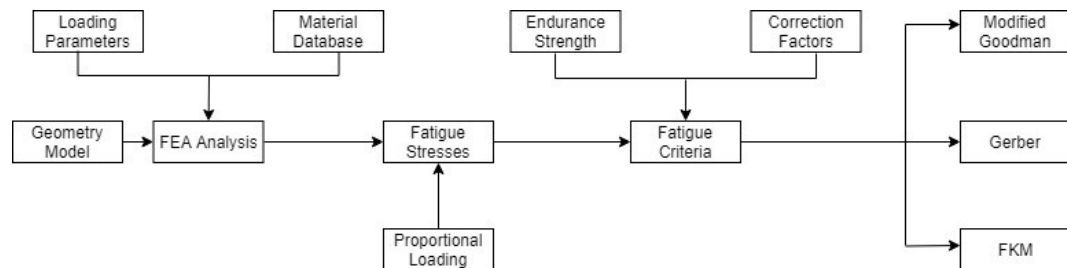 Loading
Parameters
Material
Database
Endurance
Strength
Correction
Factors
Modified
Goodman
Geometry
Model
FEA Analysis
Fatigue
Stresses
Fatigue
Criteria
Gerber
Proportional
Loading
FKM